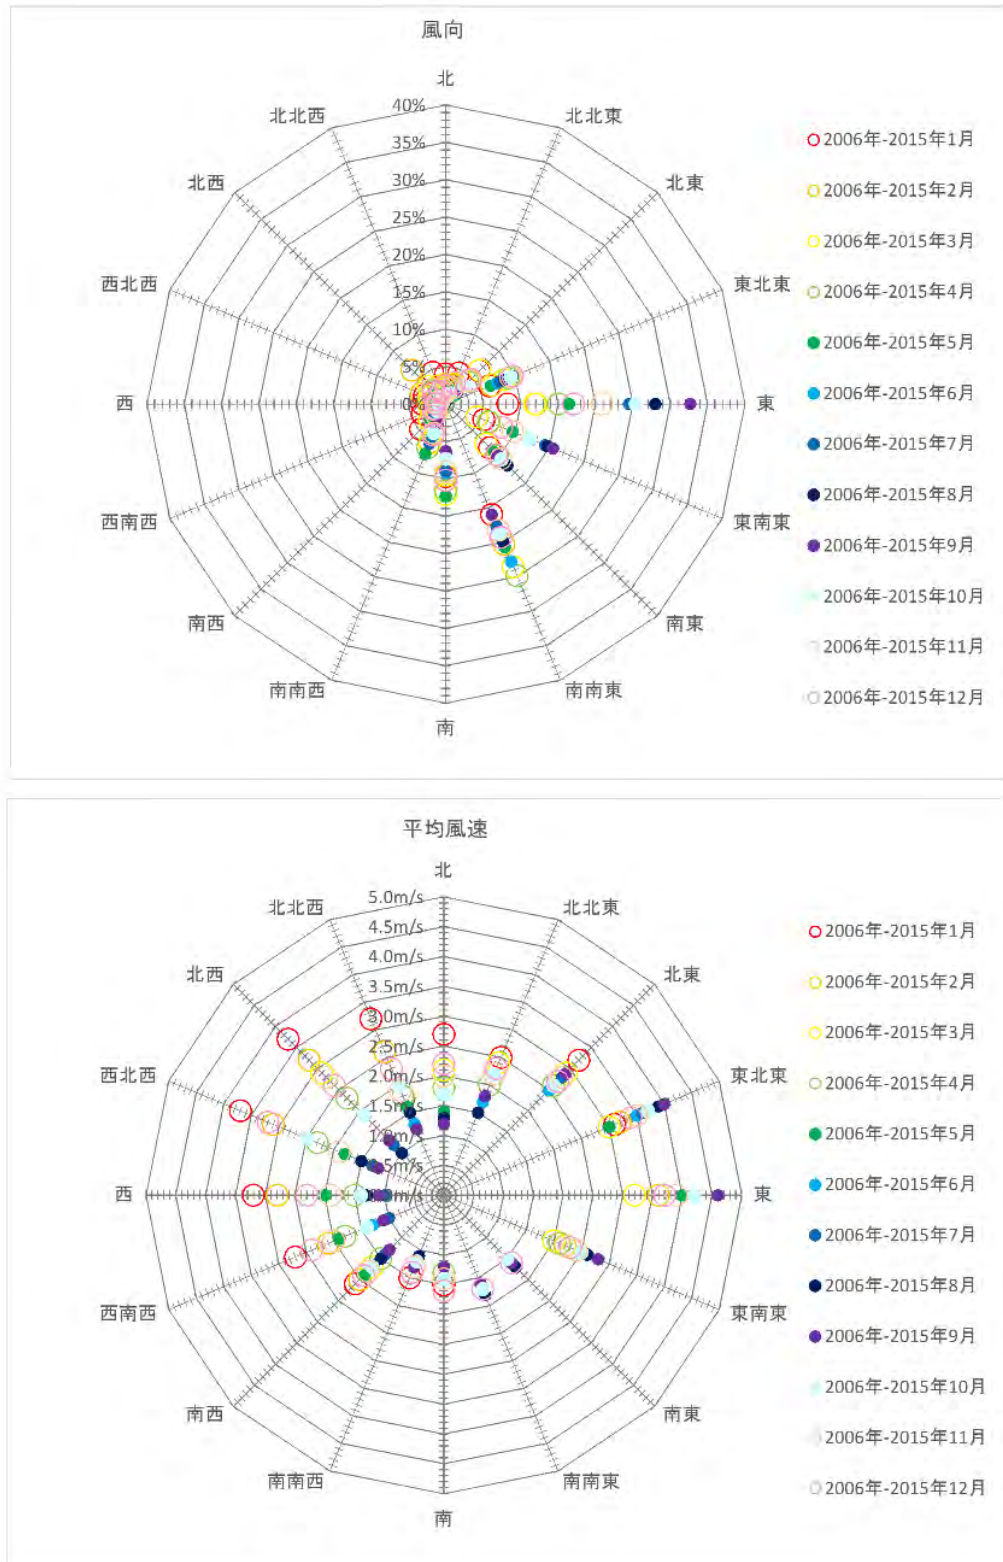 風向
北
北北西
40%
北北東
35%
北西
30%
北東
25%
西北西
20%
東北東
15%
10%
5%
西
0%
東
西南西
東南東
南西
南東
南南西
南南東
南
2006年-2015年1月
2006年-2015年2月
2006年-2015年3月
2006年-2015年4月
2006年-2015年5月
2006年-2015年6月
2006年-2015年7月
2006年-2015年8月
2006年-2015年9月
2006年-2015年10月
2006年-2015年11月
2006年-2015年12月
平均風速
北
北北西
5.0m/s
北北東
4.5m/s
北西
4.0m/s
北東
3.5m/s
3.0m/s
西北西
2.5m/s
東北東
2.0m/s
1.5m/s
m/s
m/s
西
m/s
東
西南西
東南東
南西
南東
南南西
南南東
南
2006年-2015年1月
2006年-2015年2月
2006年-2015年3月
2006年-2015年4月
2006年-2015年5月
2006年-2015年6月
2006年-2015年7月
2006年-2015年8月
2006年-2015年9月
2006年-2015年10月
2006年-2015年11月
2006年-2015年12月